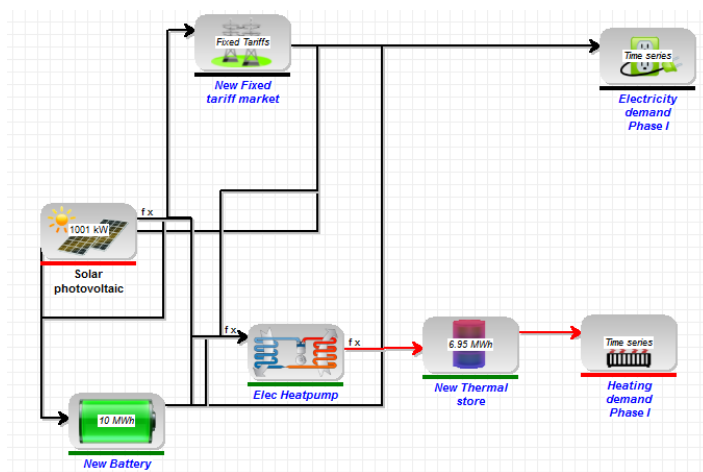 Fixed Tariffs
New Fixed
tariff market
Time series
Electricity
demand
Phase I
f x
1001 kW
Solar
photovoltaic
f x
f x
Elec Heatpump
6.95 MWh
New Thermal
store
Time series
Heating
demand
Phase I
10 MWh
New Battery